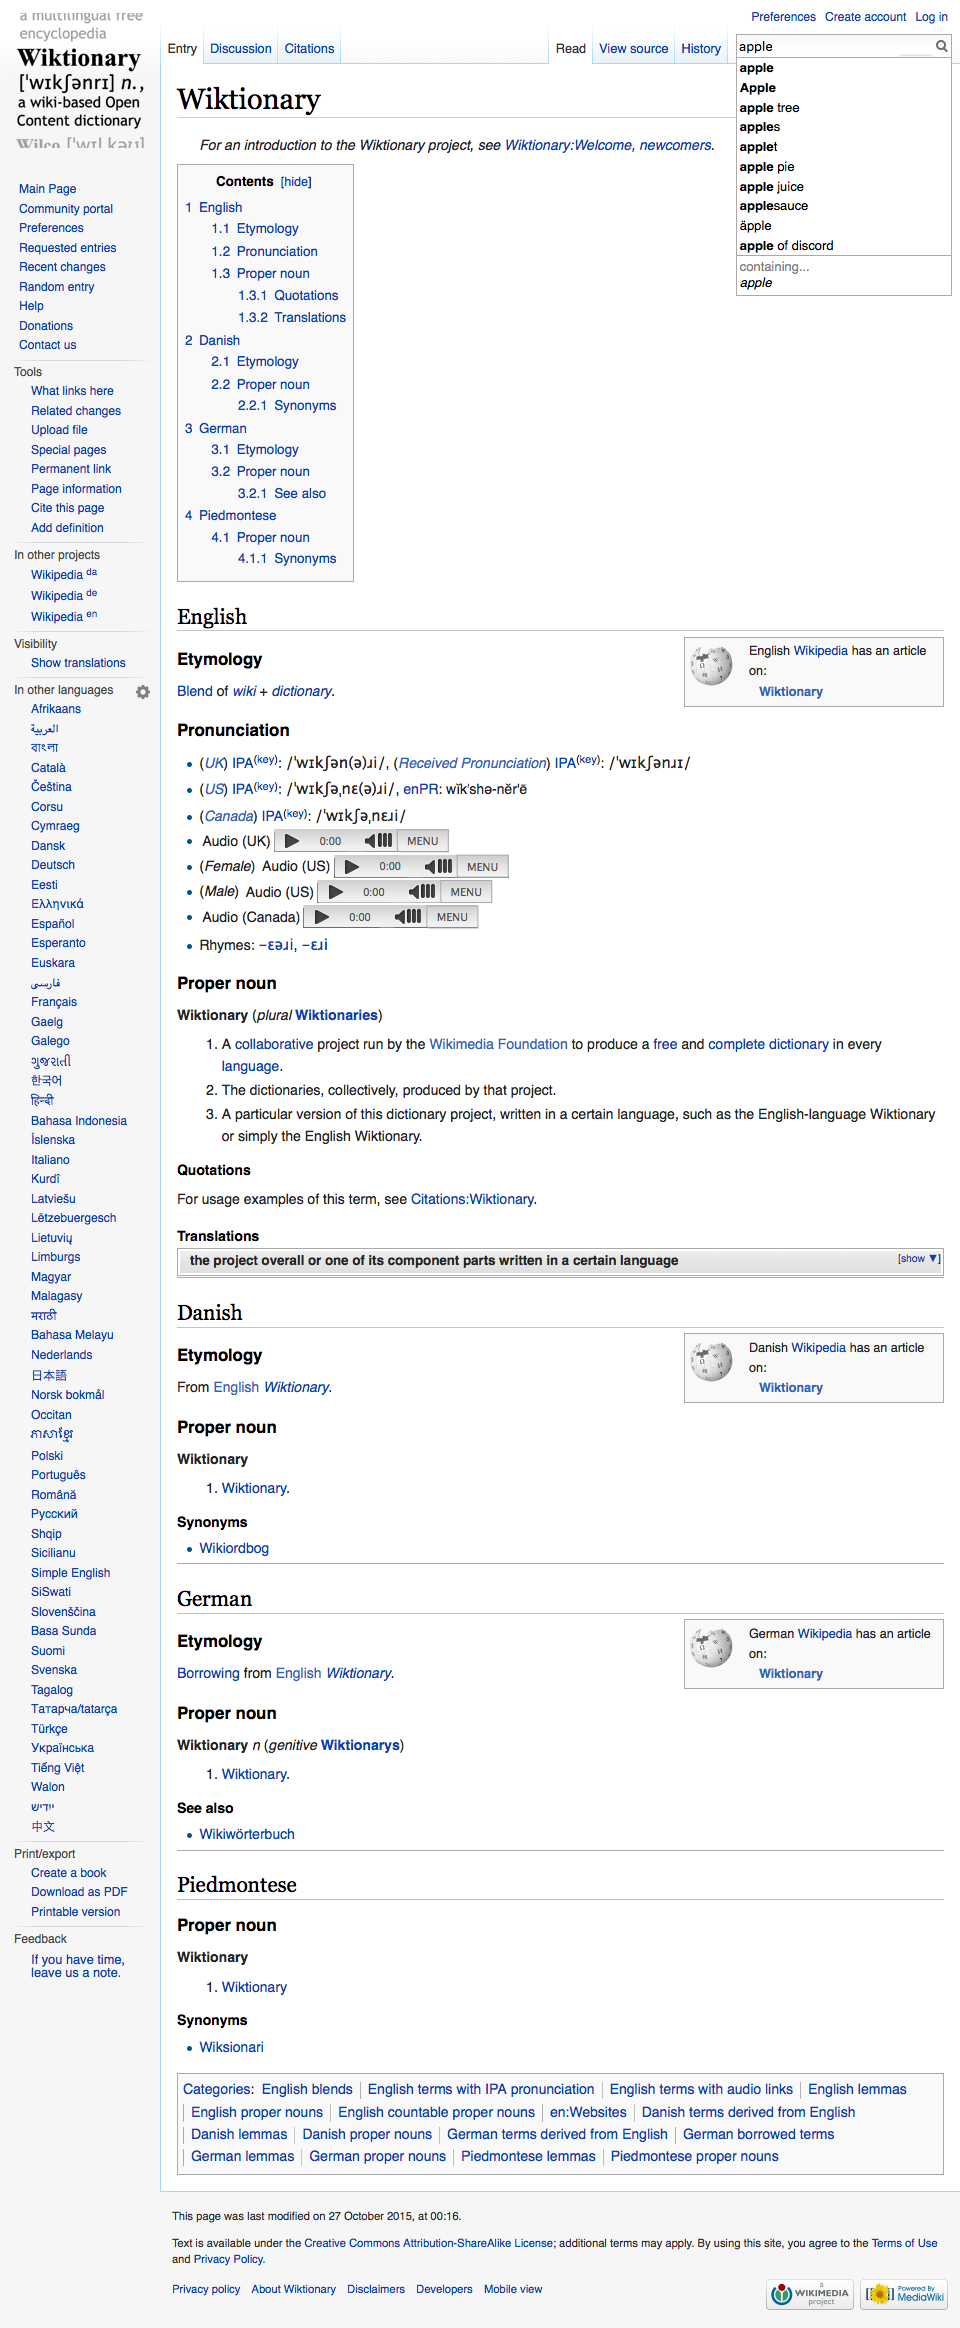 a multilingual free
encyclopedia
Wiktionary
['wɪkʃənrɪ] n.,
a wiki-based Open
Content dictionary
Wilco ['wɪl kəʊ]
Preferences Create account Log in
Entry Discussion Citations Read View source History
apple
apple
Apple
apple tree
apples
applet
apple pie
apple juice
applesauce
äpple
apple of discord
containing...
apple
Main Page
Community portal
Preferences
Requested entries
Recent changes
Random entry
Help
Donations
Contact us
Tools
What links here
Related changes
Upload file
Special pages
Permanent link
Page information
Cite this page
Add definition
In other projects
Wikipedia da
Wikipedia de
Wikipedia en
Visibility
Show translations
In other languages
Afrikaans
العربية
বাংলা
Català
Čeština
Corsu
Cymraeg
Dansk
Deutsch
Eesti
Ελληνικά
Español
Esperanto
Euskara
فارسی
Français
Gaelg
Galego
ગુજરાતી
한국어
हिन्दी
Bahasa Indonesia
Íslenska
Italiano
Kurdî
Latviešu
Lëtzebuergesch
Lietuvių
Limburgs
Magyar
Malagasy
मराठी
Bahasa Melayu
Nederlands
日本語
Norsk bokmål
Occitan
ភាសាខ្មែរ
Polski
Português
Română
Русский
Shqip
Sicilianu
Simple English
SiSwati
Slovenščina
Basa Sunda
Suomi
Svenska
Tagalog
Татарча/tatarça
Türkçe
Українська
Tiếng Việt
Walon
ייִדיש
中文
Print/export
Create a book
Download as PDF
Printable version
Feedback
If you have time,
leave us a note.
Wiktionary
For an introduction to the Wiktionary project, see Wiktionary:Welcome, newcomers.
Contents [hide]
1 English
1.1 Etymology
1.2 Pronunciation
1.3 Proper noun
1.3.1 Quotations
1.3.2 Translations
2 Danish
2.1 Etymology
2.2 Proper noun
2.2.1 Synonyms
3 German
3.1 Etymology
3.2 Proper noun
3.2.1 See also
4 Piedmontese
4.1 Proper noun
4.1.1 Synonyms
English
English Wikipedia has an article
on:
Wiktionary
Etymology
Blend of wiki + dictionary.
Pronunciation
(UK) IPA(key): /ˈwɪkʃən(ə)ɹi/, (Received Pronunciation) IPA(key): /ˈwɪkʃənɹɪ/
(US) IPA(key): /ˈwɪkʃəˌnɛ(ə)ɹi/, enPR: wĭkʹshə-nĕrʹē
(Canada) IPA(key): /ˈwɪkʃəˌnɛɹi/
Audio (UK) 0:00 MENU
(Female) Audio (US) 0:00 MENU
(Male) Audio (US) 0:00 MENU
Audio (Canada) 0:00 MENU
Rhymes: -ɛəɹi, -ɛɹi
Proper noun
Wiktionary (plural Wiktionaries)
1. A collaborative project run by the Wikimedia Foundation to produce a free and complete dictionary in every
language.
2. The dictionaries, collectively, produced by that project.
3. A particular version of this dictionary project, written in a certain language, such as the English-language Wiktionary
or simply the English Wiktionary.
Quotations
For usage examples of this term, see Citations:Wiktionary.
Translations
the project overall or one of its component parts written in a certain language [show ▼]
Danish
Danish Wikipedia has an article
on:
Wiktionary
Etymology
From English Wiktionary.
Proper noun
Wiktionary
1. Wiktionary.
Synonyms
Wikiordbog
German
German Wikipedia has an article
on:
Wiktionary
Etymology
Borrowing from English Wiktionary.
Proper noun
Wiktionary n (genitive Wiktionarys)
1. Wiktionary.
See also
Wikiwörterbuch
Piedmontese
Proper noun
Wiktionary
1. Wiktionary
Synonyms
Wiksionari
Categories: English blends | English terms with IPA pronunciation | English terms with audio links | English lemmas
| English proper nouns | English countable proper nouns | en:Websites | Danish terms derived from English
| Danish lemmas | Danish proper nouns | German terms derived from English | German borrowed terms
| German lemmas | German proper nouns | Piedmontese lemmas | Piedmontese proper nouns
This page was last modified on 27 October 2015, at 00:16.
Text is available under the Creative Commons Attribution-ShareAlike License; additional terms may apply. By using this site, you agree to the Terms of Use
and Privacy Policy.
Privacy policy About Wiktionary Disclaimers Developers Mobile view
a
WIKIMEDIA
project
Powered By
MediaWiki